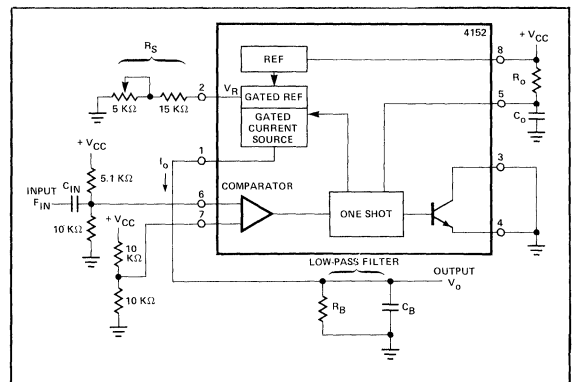 4152
R_S
REF
+ V_CC
8
R_o
2
V_R
GATED REF
5
C_o
5 KΩ
15 KΩ
GATED
CURRENT
SOURCE
+ V_CC
I_o
1
3
5.1 KΩ
COMPARATOR
INPUT
F_IN
C_IN
6
+ V_CC
7
ONE SHOT
10 KΩ
10
KΩ
4
LOW-PASS FILTER
OUTPUT
V_o
10 KΩ
R_B
C_B